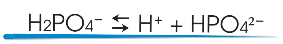 H2PO4⁻ ⇆ H⁺ + HPO4²⁻